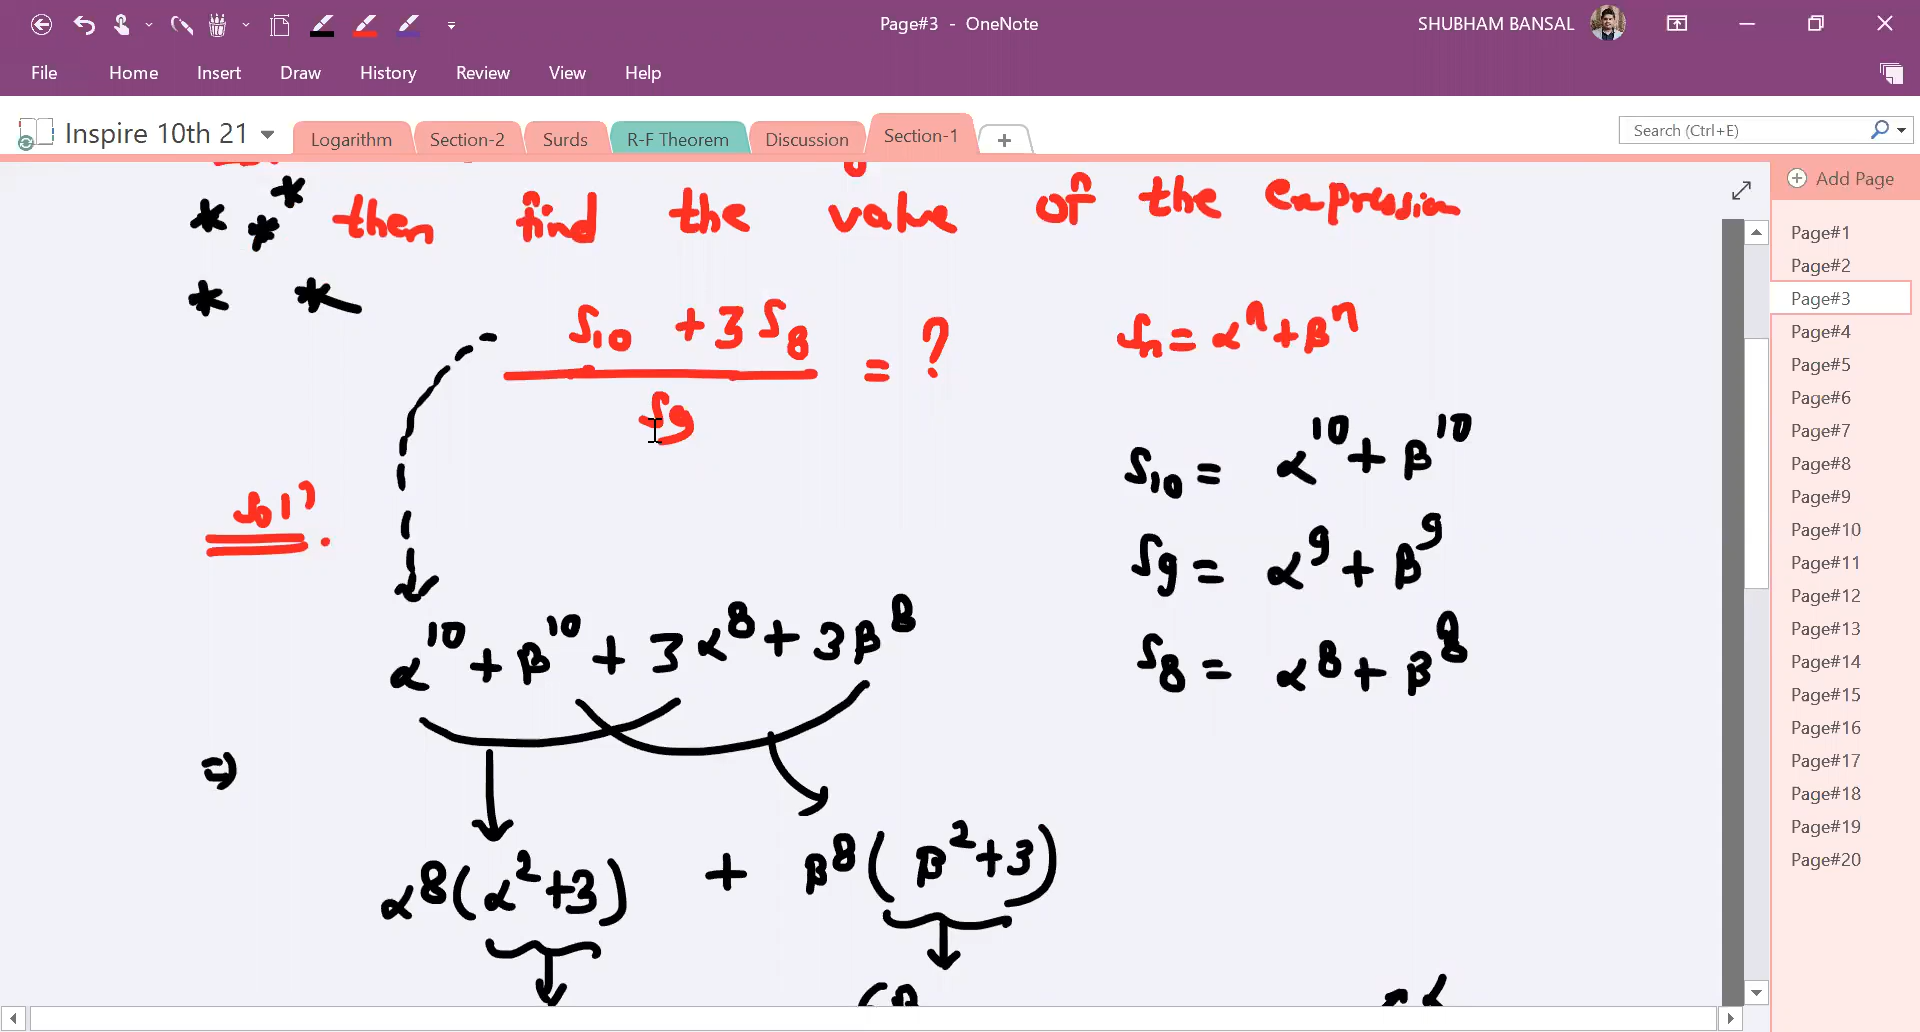 Page#3 - OneNote
SHUBHAM BANSAL
File Home Insert Draw History Review View Help
Inspire 10th 21
Logarithm Section-2 Surds R-F Theorem Discussion Section-1 +
Search (Ctrl+E)
Add Page
Page#1
Page#2
Page#3
Page#4
Page#5
Page#6
Page#7
Page#8
Page#9
Page#10
Page#11
Page#12
Page#13
Page#14
Page#15
Page#16
Page#17
Page#18
Page#19
Page#20
* * * then find the value of the expression
* *
S₁₀ + 3 S₈
= ?
S₉
Sₙ = αⁿ + βⁿ
S₁₀ = α¹⁰ + β¹⁰
Solⁿ.
S₉ = α⁹ + β⁹
α¹⁰ + β¹⁰ + 3α⁸ + 3β⁸
S₈ = α⁸ + β⁸
⇒
α⁸(α² + 3) + β⁸(β² + 3)